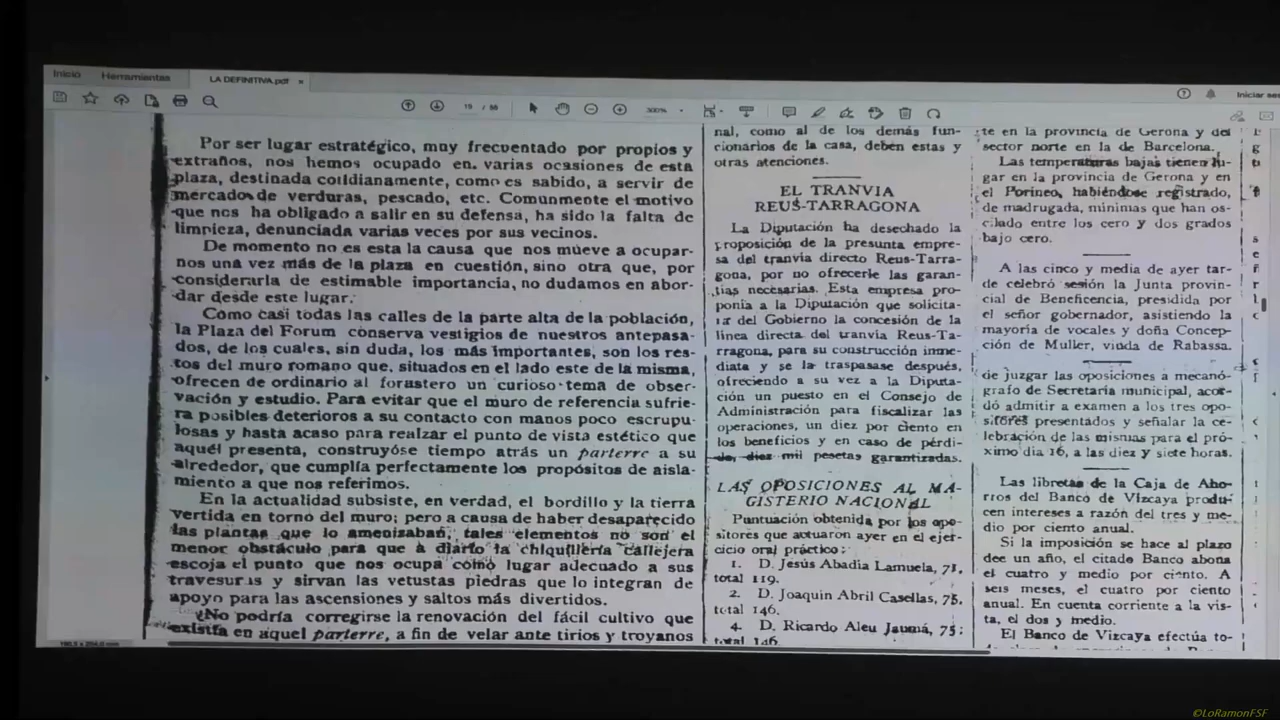 Inicio Herramientas LA DEFINITIVA.pdf ×
19 / 98
300%
Por ser lugar estratégico, muy frecuentado por propios y
extraños, nos hemos ocupado en varias ocasiones de esta
plaza, destinada cotidianamente, como es sabido, a servir de
mercado de verduras, pescado, etc. Comunmente el motivo
que nos ha obligado a salir en su defensa, ha sido la falta de
limpieza, denunciada varias veces por sus vecinos.
De momento no es esta la causa que nos mueve a ocupar-
nos una vez más de la plaza en cuestión, sino otra que, por
considerarla de estimable importancia, no dudamos en abor-
dar desde este lugar.
Como casi todas las calles de la parte alta de la población,
la Plaza del Forum conserva vestigios de nuestros antepasa-
dos, de los cuales, sin duda, los más importantes, son los res-
tos del muro romano que, situados en el lado este de la misma,
ofrecen de ordinario al forastero un curioso tema de obser-
vación y estudio. Para evitar que el muro de referencia sufrie-
ra posibles deterioros a su contacto con manos poco escrupu-
losas y hasta acaso para realzar el punto de vista estético que
aquél presenta, construyóse tiempo atrás un parterre a su
alrededor, que cumplía perfectamente los propósitos de aisla-
miento a que nos referimos.
En la actualidad subsiste, en verdad, el bordillo y la tierra
vertida en torno del muro; pero a causa de haber desaparecido
las plantas que lo amenizaban, tales elementos no son el
menor obstáculo para que a diario la chiquillería callejera
escoja el punto que nos ocupa como lugar adecuado a sus
travesuras y sirvan las vetustas piedras que lo integran de
apoyo para las ascensiones y saltos más divertidos.
¿No podría corregirse la renovación del fácil cultivo que
existía en aquel parterre, a fin de velar ante tirios y troyanos
nal, como al de los demás fun-
cionarios de la casa, deben estas y
otras atenciones.
EL TRANVIA
REUS-TARRAGONA
La Diputación ha desechado la
proposición de la presunta empre-
sa del tranvia directo Reus-Tarra-
gona, por no ofrecerle las garan-
tias necesarias. Esta empresa pro-
ponia a la Diputación que solicita-
ra del Gobierno la concesión de la
línea directa del tranvia Reus-Ta-
rragona, para su construcción inme-
diata y se la traspasase después,
ofreciendo a su vez a la Diputa-
ción un puesto en el Consejo de
Administración para fiscalizar las
operaciones, un diez por ciento en
los beneficios y en caso de pérdi-
da, diez mil pesetas garantizadas.
LAS OPOSICIONES AL MA-
GISTERIO NACIONAL
Puntuación obtenida por los opo-
sitores que actuaron ayer en el ejer-
cicio oral práctico:
1. D. Jesús Abadia Lamuela, 71,
total 119.
2. D. Joaquin Abril Casellas, 75,
total 146.
4. D. Ricardo Aleu Jaumá, 75;
total 146.
Iniciar ses
te en la provincia de Gerona y del
sector norte en la de Barcelona.
Las temperaturas bajas tienen lu-
gar en la provincia de Gerona y en
el Porineo, habiéndose registrado,
de madrugada, mínimas que han os-
cilado entre los cero y dos grados
bajo cero.
A las cinco y media de ayer tar-
de celebró sesión la Junta provin-
cial de Beneficencia, presidida por
el señor gobernador, asistiendo la
mayoría de vocales y doña Concep-
ción de Muller, viuda de Rabassa.
de juzgar las oposiciones a mecanó-
grafo de Secretaría municipal, acor-
dó admitir a examen a los tres opo-
sitores presentados y señalar la ce-
lebración de las mismas para el pró-
ximo día 16, a las diez y siete horas.
Las libretas de la Caja de Aho-
rros del Banco de Vizcaya produ-
cen intereses a razón del tres y me-
dio por ciento anual.
Si la imposición se hace al plazo
de un año, el citado Banco abona
el cuatro y medio por ciento. A
seis meses, el cuatro por ciento
anual. En cuenta corriente a la vis-
ta, el dos y medio.
El Banco de Vizcaya efectúa to-
©LoRamonFSF